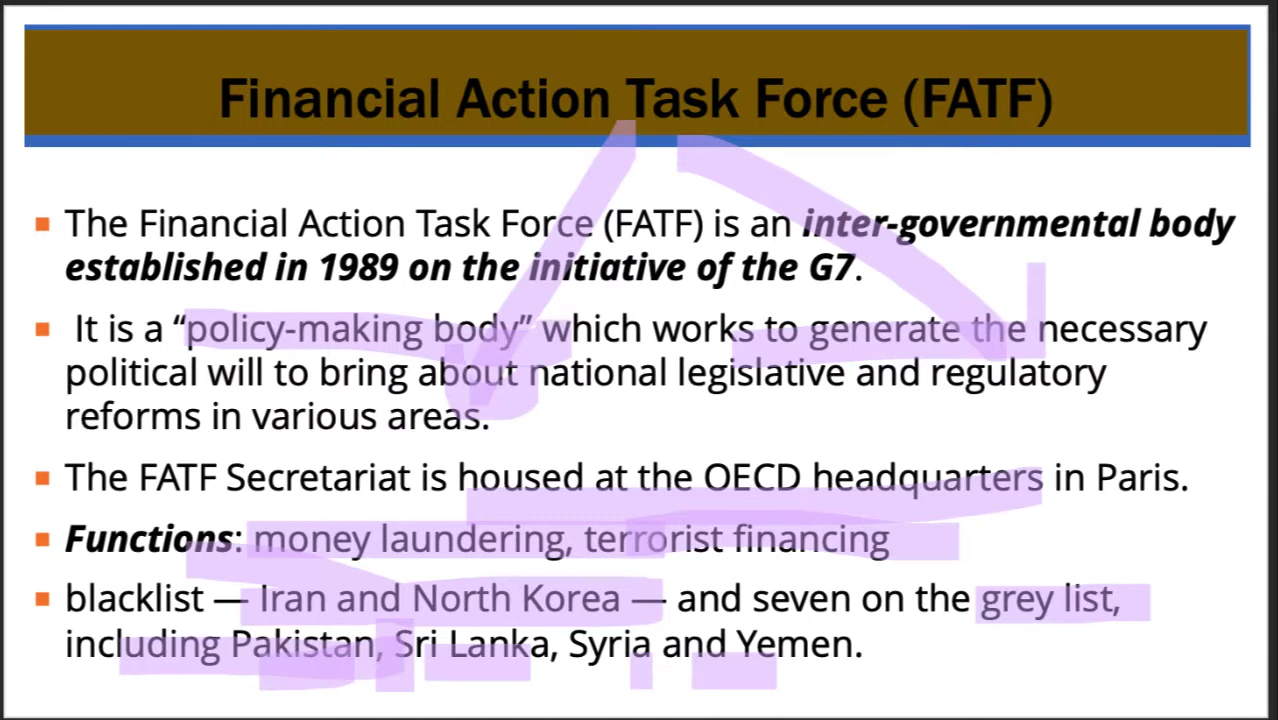 Financial Action Task Force (FATF)
The Financial Action Task Force (FATF) is an inter-governmental body
established in 1989 on the initiative of the G7.
It is a “policy-making body” which works to generate the necessary
political will to bring about national legislative and regulatory
reforms in various areas.
The FATF Secretariat is housed at the OECD headquarters in Paris.
Functions: money laundering, terrorist financing
blacklist — Iran and North Korea — and seven on the grey list,
including Pakistan, Sri Lanka, Syria and Yemen.